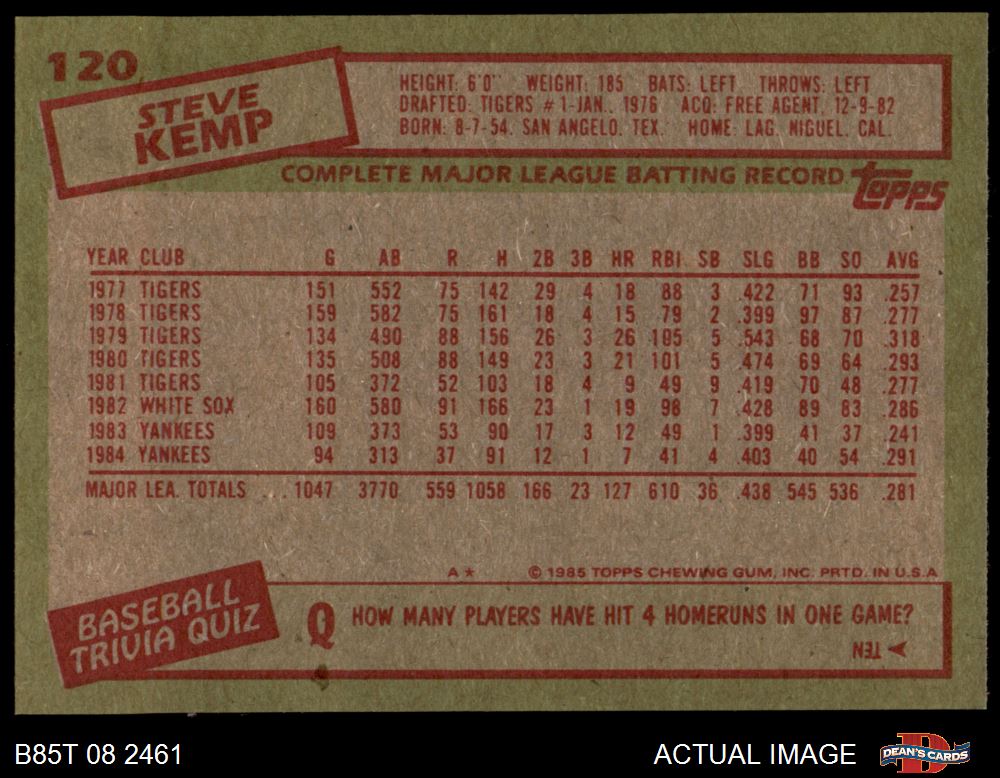 120
STEVE
KEMP
HEIGHT: 6'0" WEIGHT: 185 BATS: LEFT THROWS: LEFT
DRAFTED: TIGERS #1-JAN., 1976 ACQ: FREE AGENT, 12-9-82
BORN: 8-7-54, SAN ANGELO, TEX. HOME: LAG. NIGUEL, CAL.
COMPLETE MAJOR LEAGUE BATTING RECORD topps
YEAR CLUB G AB R H 2B 3B HR RBI SB SLG BB SO AVG
1977 TIGERS 151 552 75 142 29 4 18 88 3 .422 71 93 .257
1978 TIGERS 159 582 75 161 18 4 15 79 2 .399 97 87 .277
1979 TIGERS 134 490 88 156 26 3 26 105 5 .543 68 70 .318
1980 TIGERS 135 508 88 149 23 3 21 101 5 .474 69 64 .293
1981 TIGERS 105 372 52 103 18 4 9 49 9 .419 70 48 .277
1982 WHITE SOX 160 580 91 166 23 1 19 98 7 .428 89 83 .286
1983 YANKEES 109 373 53 90 17 3 12 49 1 .399 41 37 .241
1984 YANKEES 94 313 37 91 12 1 7 41 4 .403 40 54 .291
MAJOR LEA. TOTALS ... 1047 3770 559 1058 166 23 127 610 36 .438 545 536 .281
A * © 1985 TOPPS CHEWING GUM, INC. PRTD. IN U.S.A
BASEBALL
TRIVIA QUIZ
Q HOW MANY PLAYERS HAVE HIT 4 HOMERUNS IN ONE GAME?
TEN
B85T 08 2461 ACTUAL IMAGE D DEAN'S CARDS